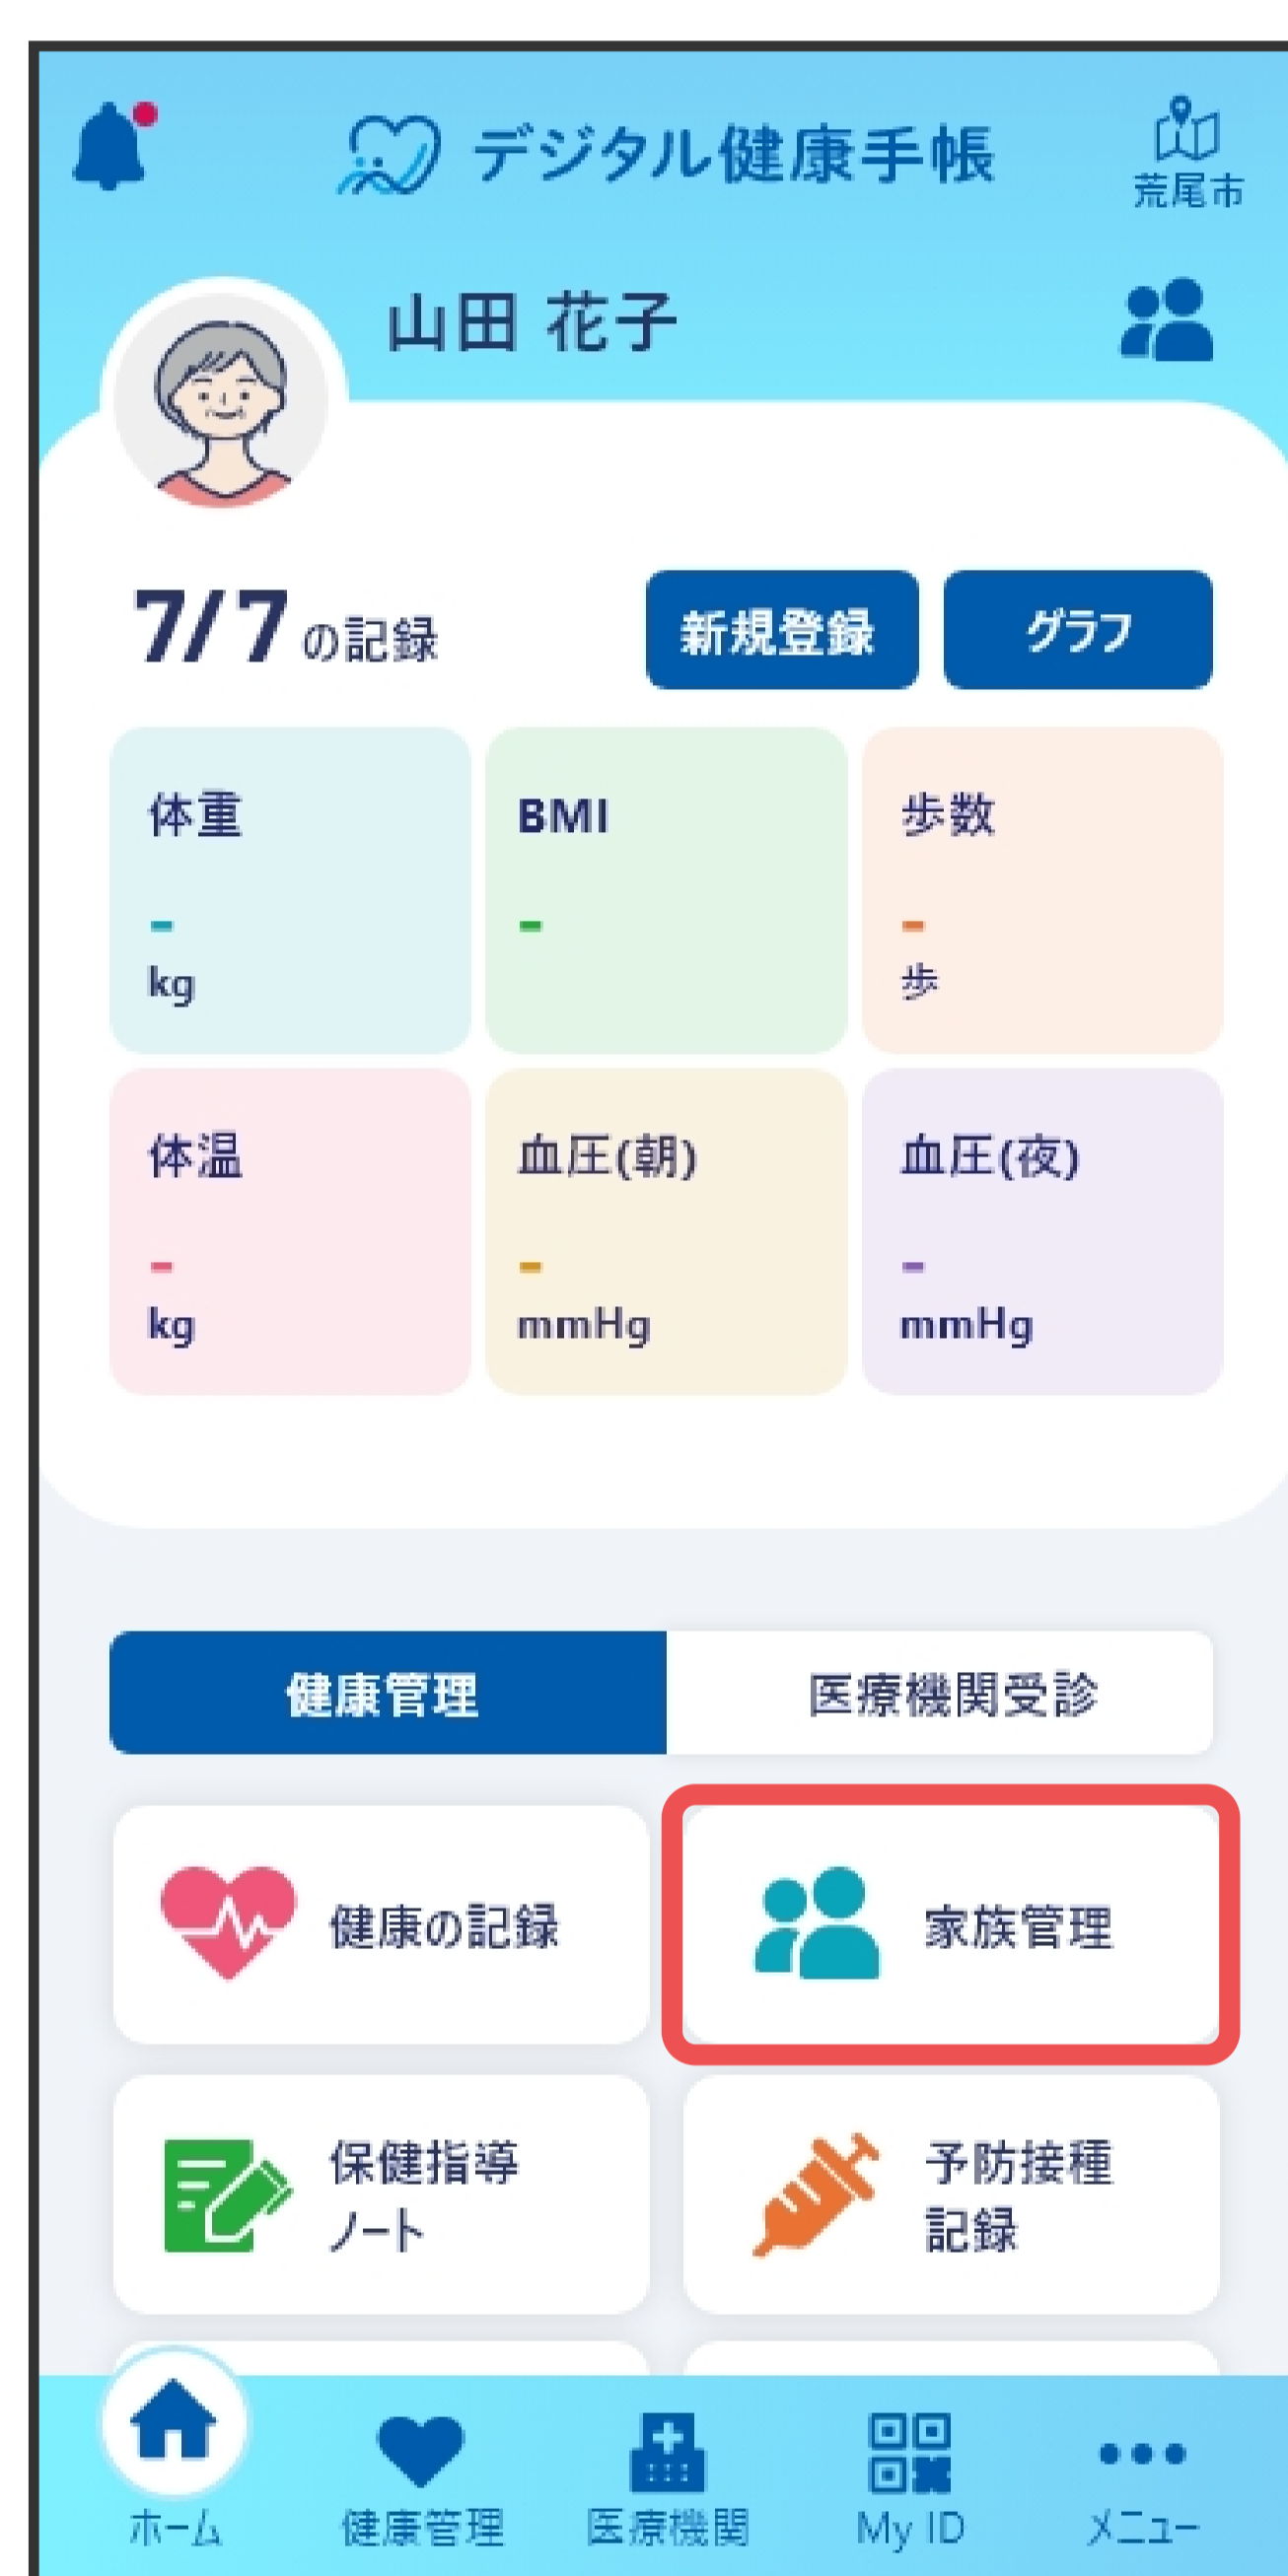 デジタル健康手帳
荒尾市
山田 花子
7/7の記録
新規登録
グラフ
体重
-
kg
BMI
-
歩数
-
歩
体温
-
kg
血圧(朝)
-
mmHg
血圧(夜)
-
mmHg
健康管理
医療機関受診
健康の記録
家族管理
保健指導
ノート
予防接種
記録
ホーム
健康管理
医療機関
My ID
メニュー